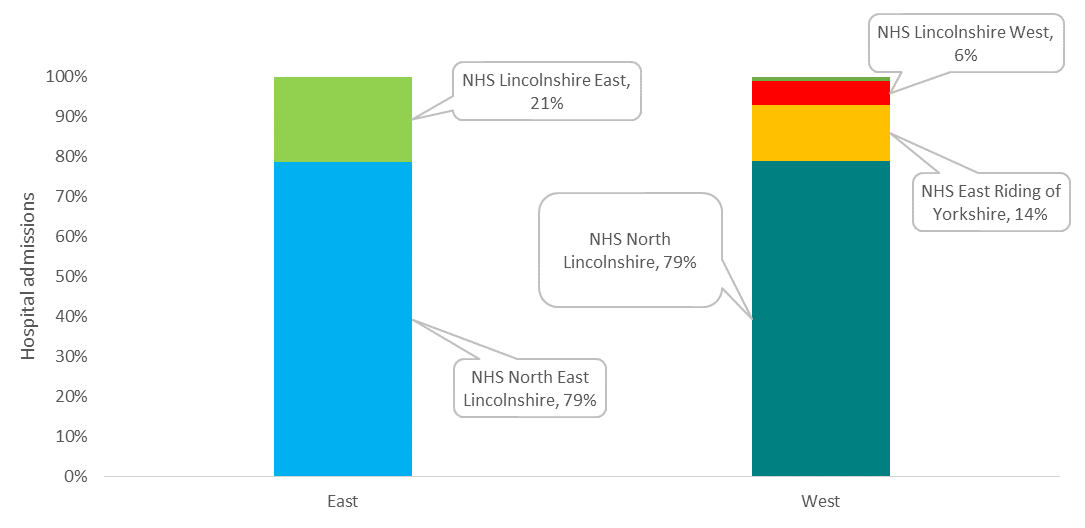 NHS Lincolnshire West,
6%
NHS Lincolnshire East,
21%
NHS East Riding of
Yorkshire, 14%
NHS North
Lincolnshire, 79%
NHS North East
Lincolnshire, 79%
Hospital admissions
100%
90%
80%
70%
60%
50%
40%
30%
20%
10%
0%
East
West